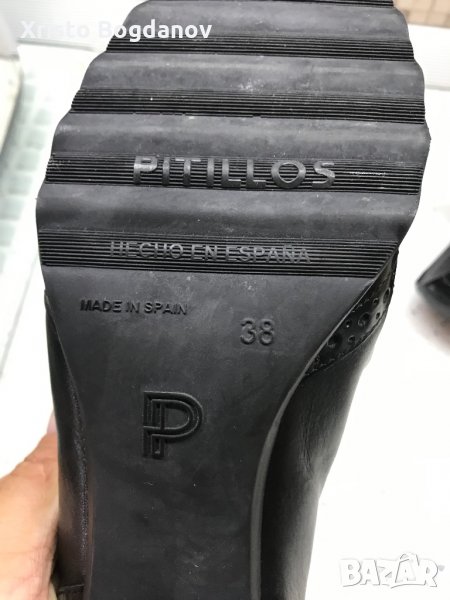 Xristo Bogdanov
PITILLOS
HECHO EN ESPAÑA
MADE IN SPAIN
38
P
BAZAR